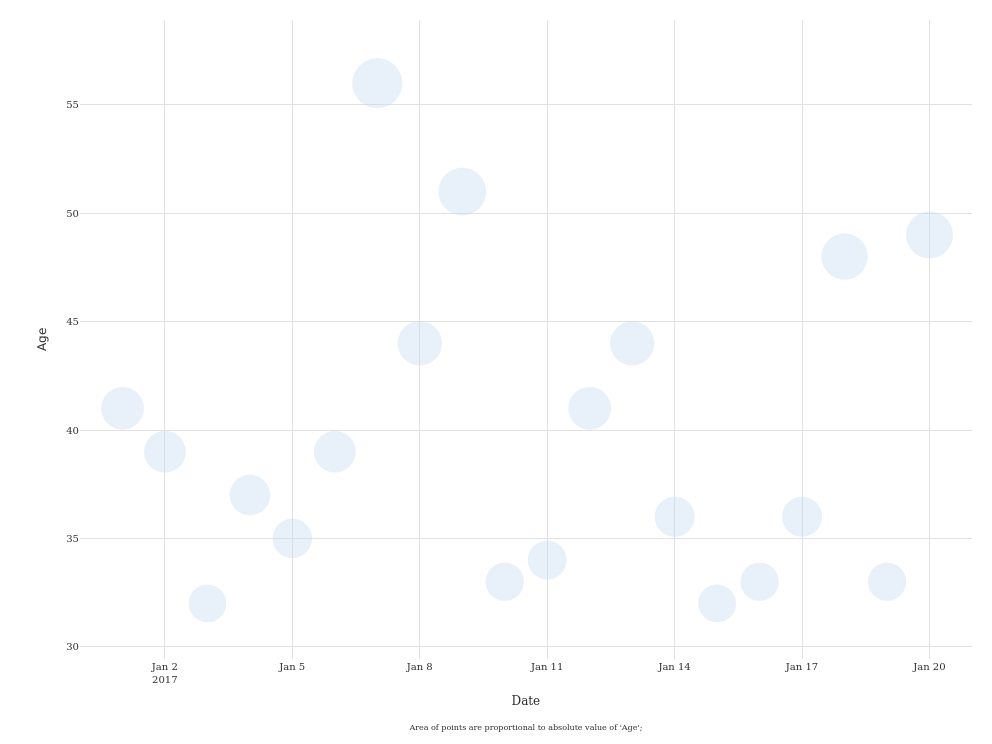 55
50
45
40
35
30
Age
Jan 2
2017
Jan 5
Jan 8
Jan 11
Jan 14
Jan 17
Jan 20
Date
Area of points are proportional to absolute value of 'Age';